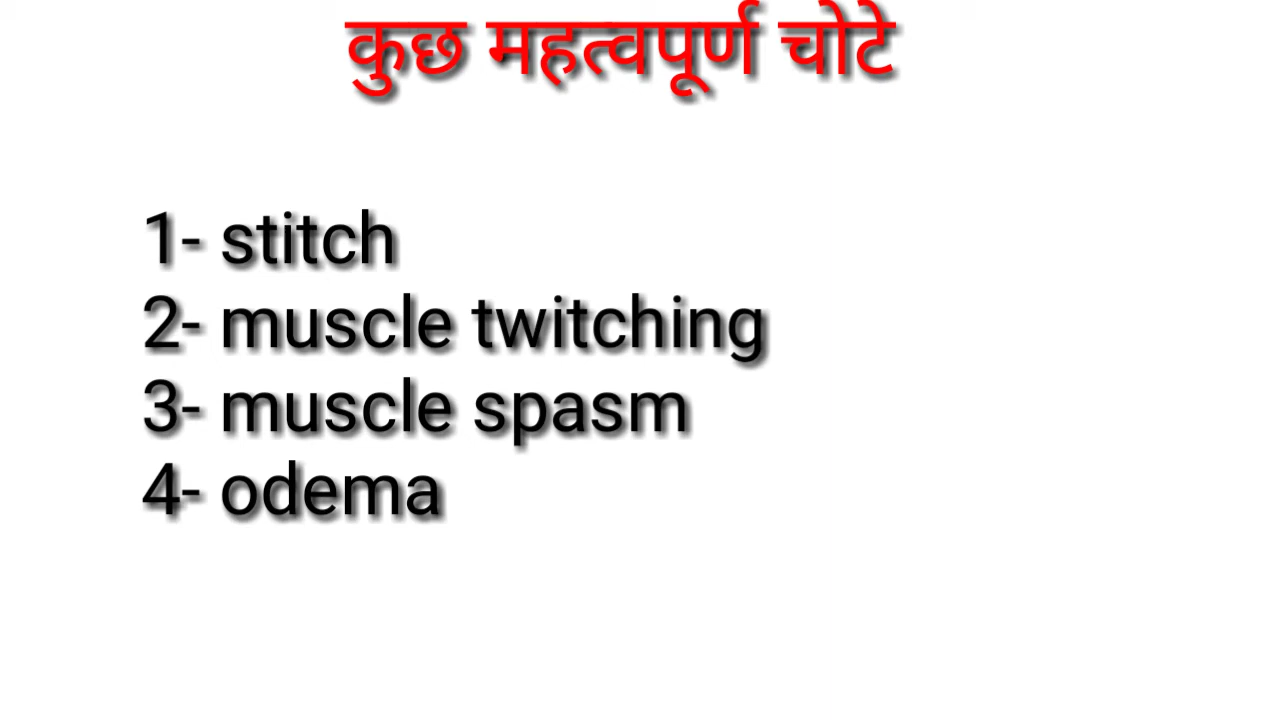 कुछ महत्वपूर्ण चोटे
1- stitch
2- muscle twitching
3- muscle spasm
4- odema